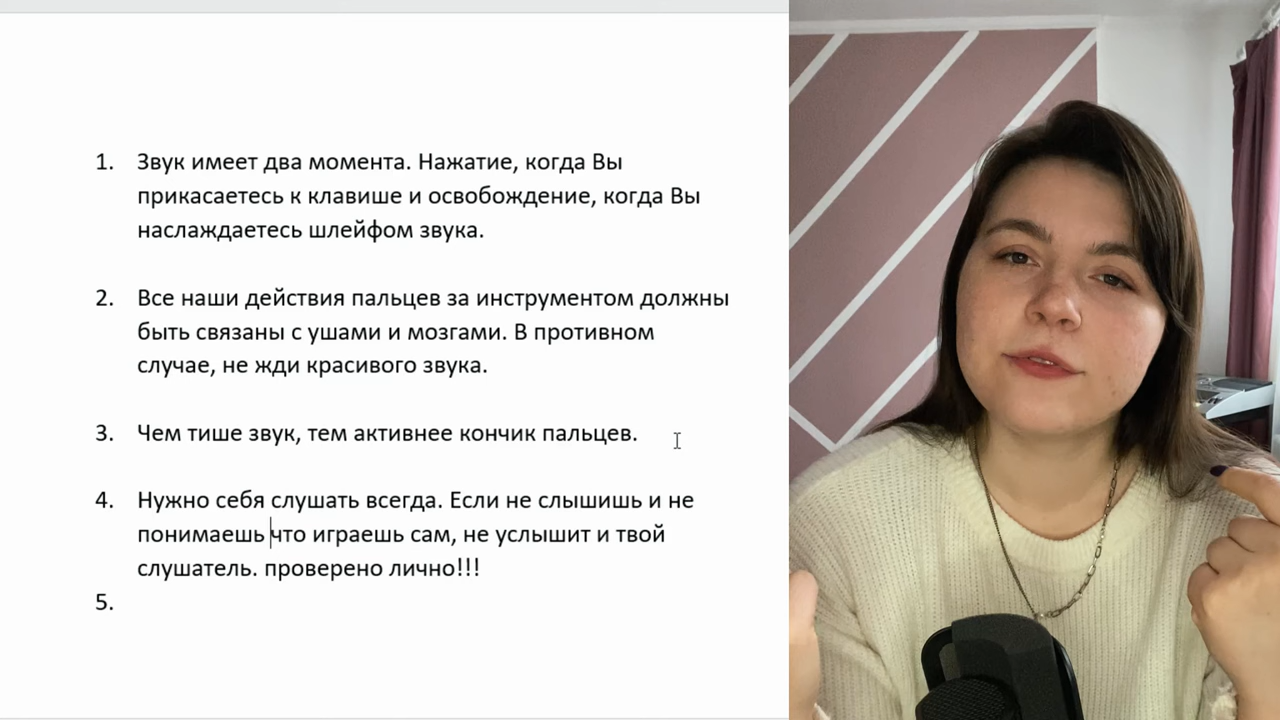 1. Звук имеет два момента. Нажатие, когда Вы
прикасаетесь к клавише и освобождение, когда Вы
наслаждаетесь шлейфом звука.
2. Все наши действия пальцев за инструментом должны
быть связаны с ушами и мозгами. В противном
случае, не жди красивого звука.
3. Чем тише звук, тем активнее кончик пальцев.
4. Нужно себя слушать всегда. Если не слышишь и не
понимаешь что играешь сам, не услышит и твой
слушатель. проверено лично!!!
5.